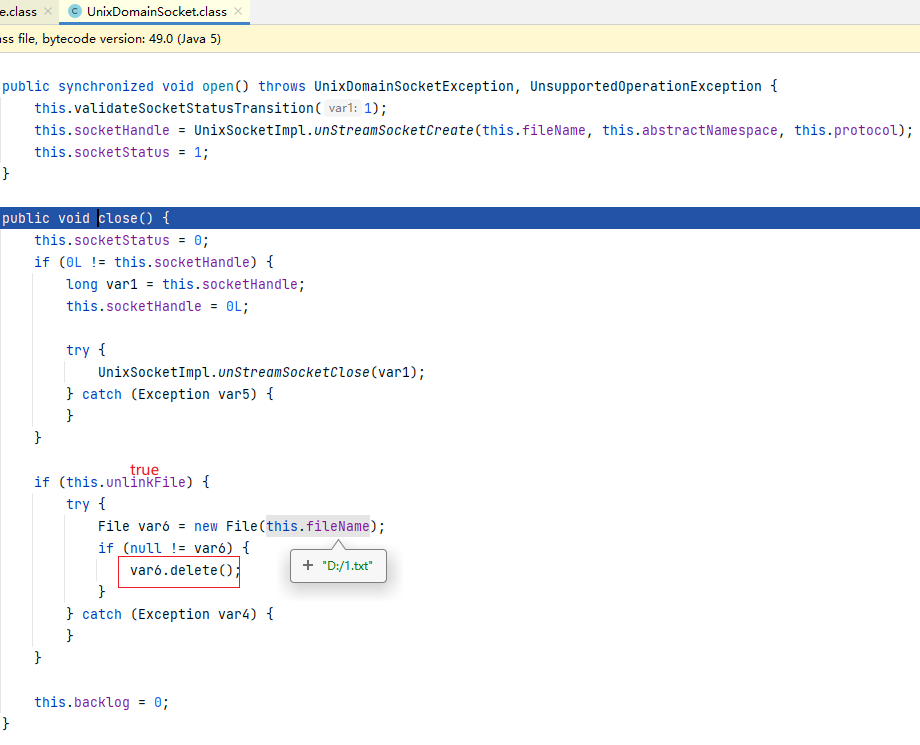 e.class × C UnixDomainSocket.class ×
ss file, bytecode version: 49.0 (Java 5)
public synchronized void open() throws UnixDomainSocketException, UnsupportedOperationException {
this.validateSocketStatusTransition( var1: 1);
this.socketHandle = UnixSocketImpl.unStreamSocketCreate(this.fileName, this.abstractNamespace, this.protocol);
this.socketStatus = 1;
}
public void close() {
this.socketStatus = 0;
if (0L != this.socketHandle) {
long var1 = this.socketHandle;
this.socketHandle = 0L;
try {
UnixSocketImpl.unStreamSocketClose(var1);
} catch (Exception var5) {
}
}
true
if (this.unlinkFile) {
try {
File var6 = new File(this.fileName);
if (null != var6) {
+ "D:/1.txt"
var6.delete();
}
} catch (Exception var4) {
}
}
this.backlog = 0;
}